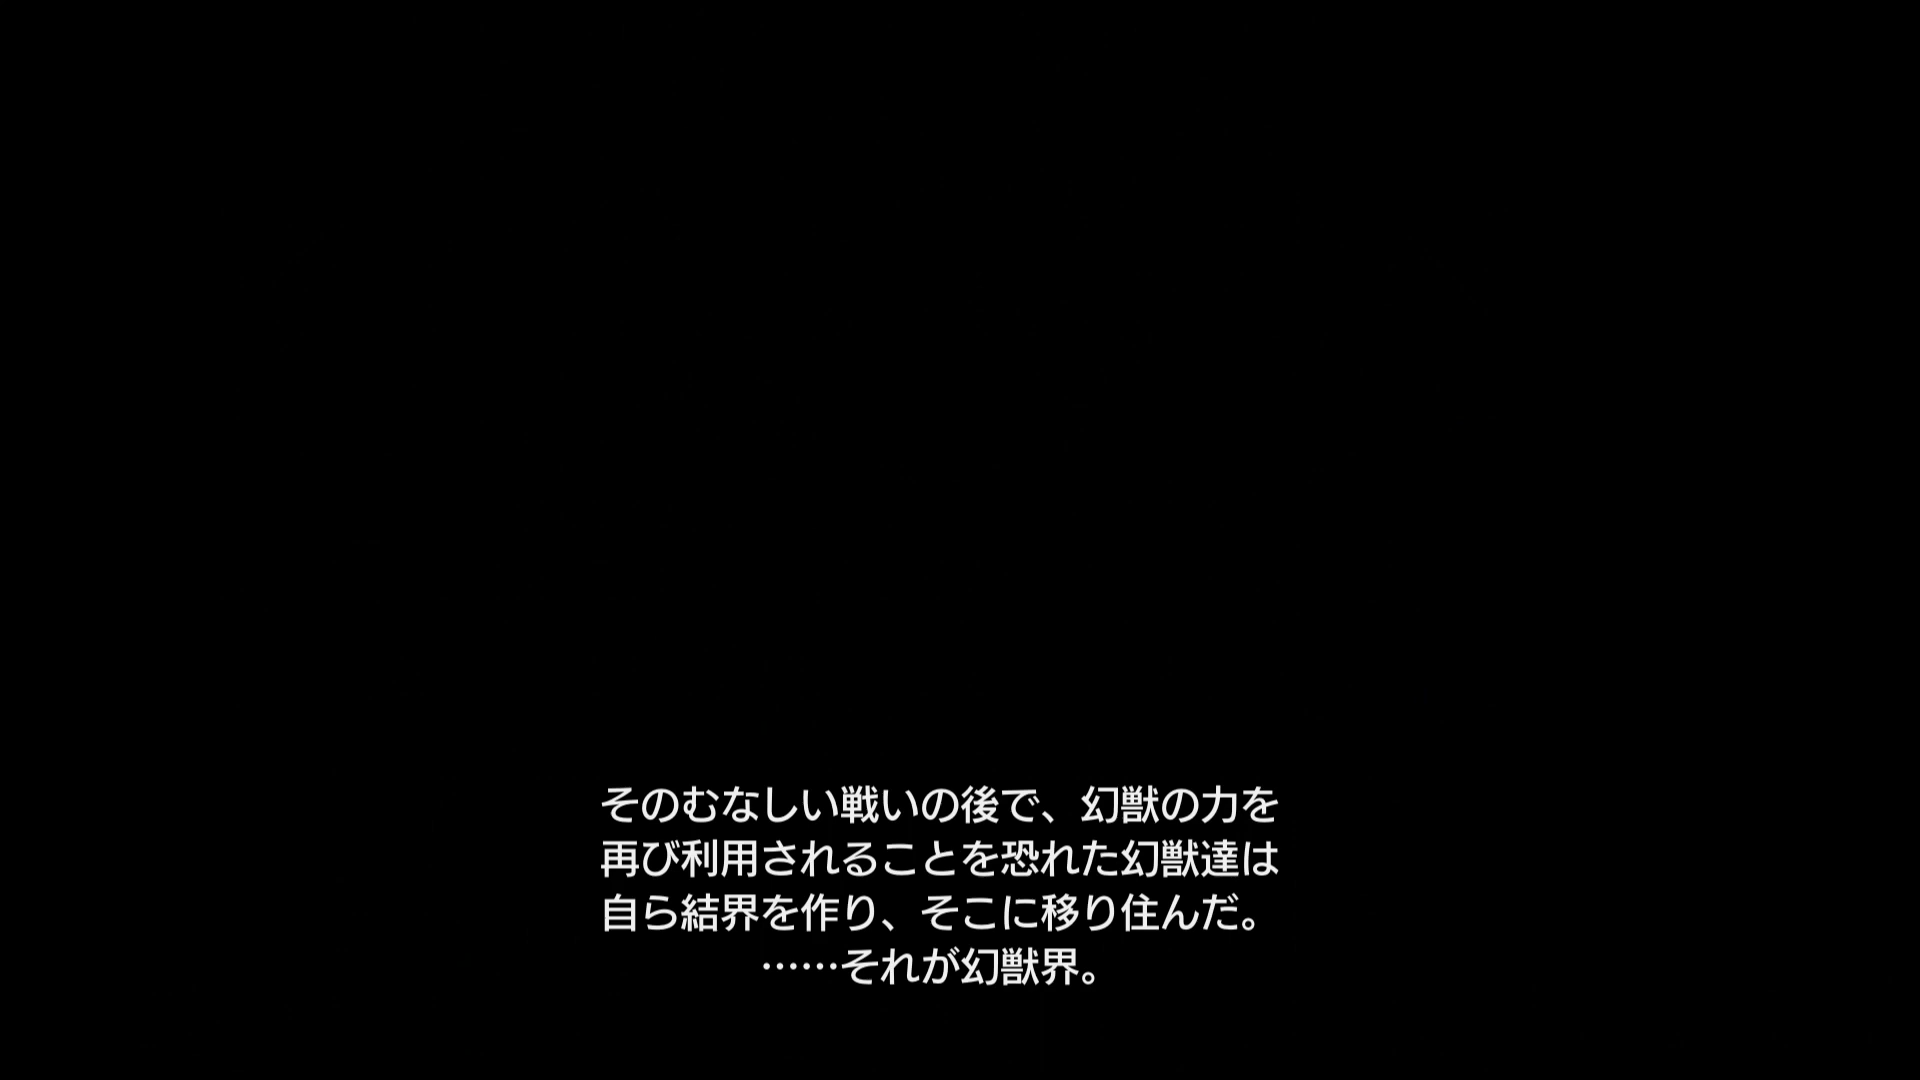 そのむなしい戦いの後で、幻獣の力を
再び利用されることを恐れた幻獣達は
自ら結界を作り、そこに移り住んだ。
……それが幻獣界。